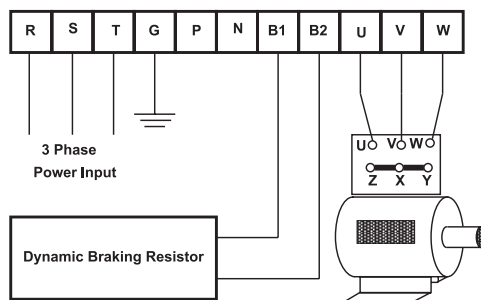 R S T G P N B1 B2 U V W
3 Phase
Power Input
U V W
Z X Y
Dynamic Braking Resistor